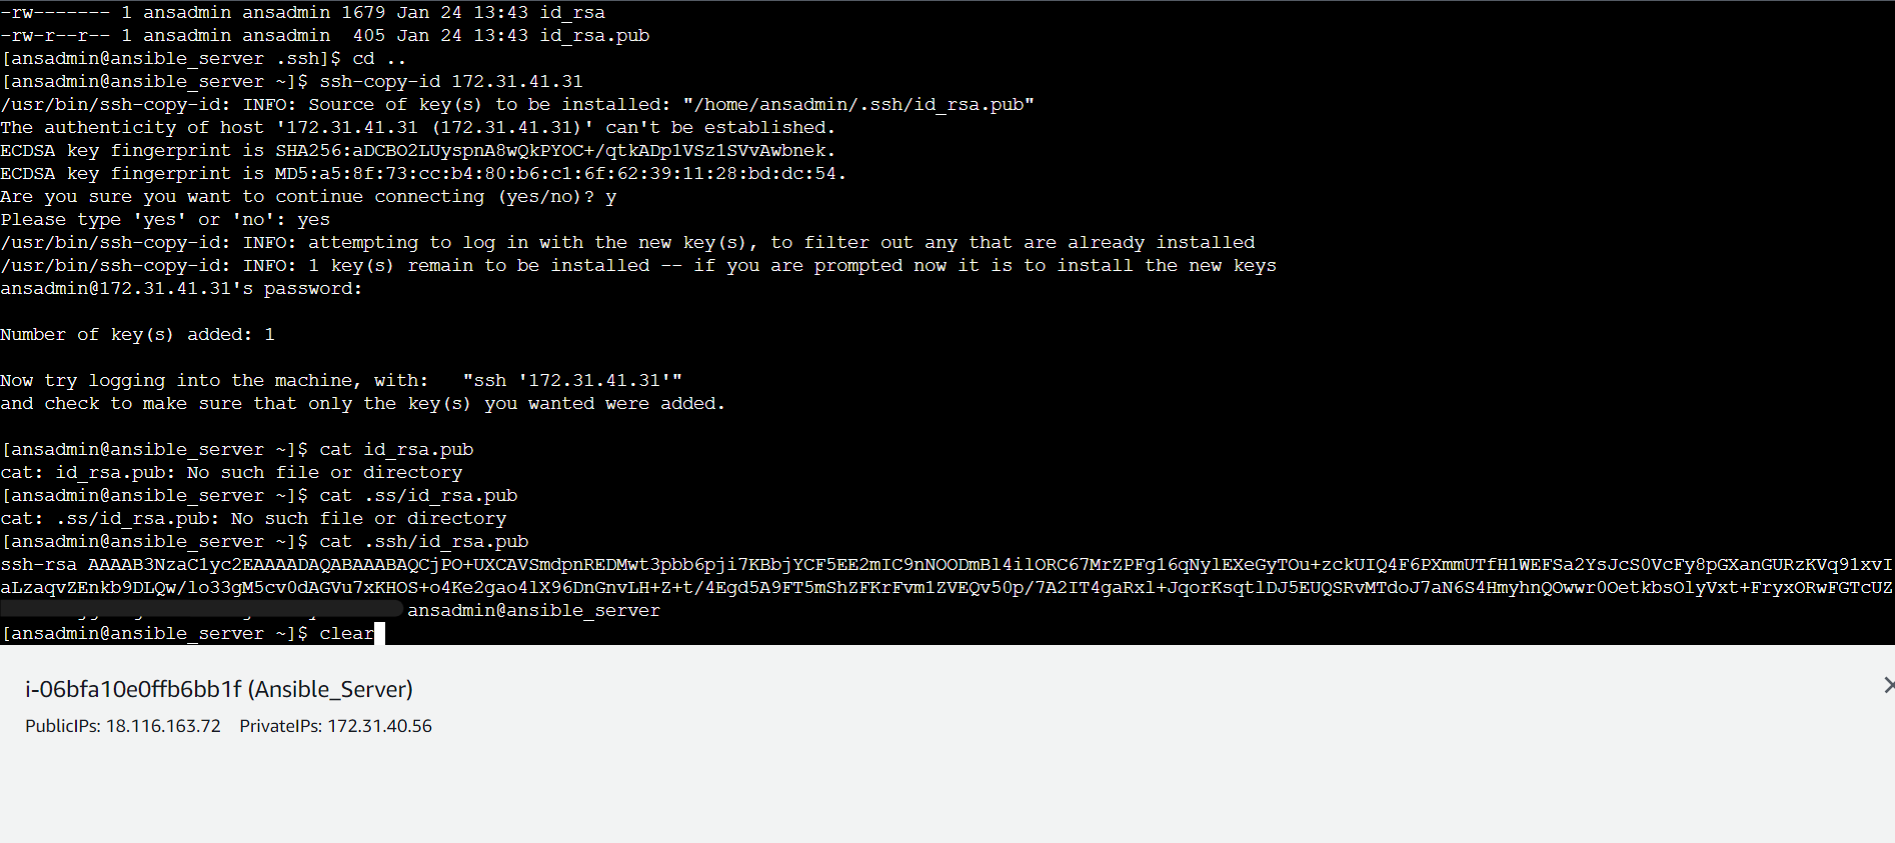 -rw------- 1 ansadmin ansadmin 1679 Jan 24 13:43 id_rsa
-rw-r--r-- 1 ansadmin ansadmin  405 Jan 24 13:43 id_rsa.pub
[ansadmin@ansible_server .ssh]$ cd ..
[ansadmin@ansible_server ~]$ ssh-copy-id 172.31.41.31
/usr/bin/ssh-copy-id: INFO: Source of key(s) to be installed: "/home/ansadmin/.ssh/id_rsa.pub"
The authenticity of host '172.31.41.31 (172.31.41.31)' can't be established.
ECDSA key fingerprint is SHA256:aDCBO2LUyspnA8wQkPYOC+/qtkADp1VSz1SVvAwbnek.
ECDSA key fingerprint is MD5:a5:8f:73:cc:b4:80:b6:c1:6f:62:39:11:28:bd:dc:54.
Are you sure you want to continue connecting (yes/no)? y
Please type 'yes' or 'no': yes
/usr/bin/ssh-copy-id: INFO: attempting to log in with the new key(s), to filter out any that are already installed
/usr/bin/ssh-copy-id: INFO: 1 key(s) remain to be installed -- if you are prompted now it is to install the new keys
ansadmin@172.31.41.31's password:
Number of key(s) added: 1
Now try logging into the machine, with:   "ssh '172.31.41.31'"
and check to make sure that only the key(s) you wanted were added.
[ansadmin@ansible_server ~]$ cat id_rsa.pub
cat: id_rsa.pub: No such file or directory
[ansadmin@ansible_server ~]$ cat .ss/id_rsa.pub
cat: .ss/id_rsa.pub: No such file or directory
[ansadmin@ansible_server ~]$ cat .ssh/id_rsa.pub
ssh-rsa AAAAB3NzaC1yc2EAAAADAQABAAABAQCjPO+UXCAVSmdpnREDMwt3pbb6pji7KBbjYCF5EE2mIC9nNOODmBl4ilORC67MrZPFg16qNylEXeGyTOu+zckUIQ4F6PXmmUTfH1WEFSa2YsJcS0VcFy8pGXanGURzKVq91xvI
aLzaqvZEnkb9DLQw/lo33gM5cv0dAGVu7xKHOS+o4Ke2gao4lX96DnGnvLH+Z+t/4Egd5A9FT5mShZFKrFvm1ZVEQv50p/7A2IT4gaRxl+JqorKsqtlDJ5EUQSRvMTdoJ7aN6S4HmyhnQOwwr0OetkbsOlyVxt+FryxORwFGTcUZ
ansadmin@ansible_server
[ansadmin@ansible_server ~]$ clear
i-06bfa10e0ffb6bb1f (Ansible_Server)
PublicIPs: 18.116.163.72 PrivateIPs: 172.31.40.56